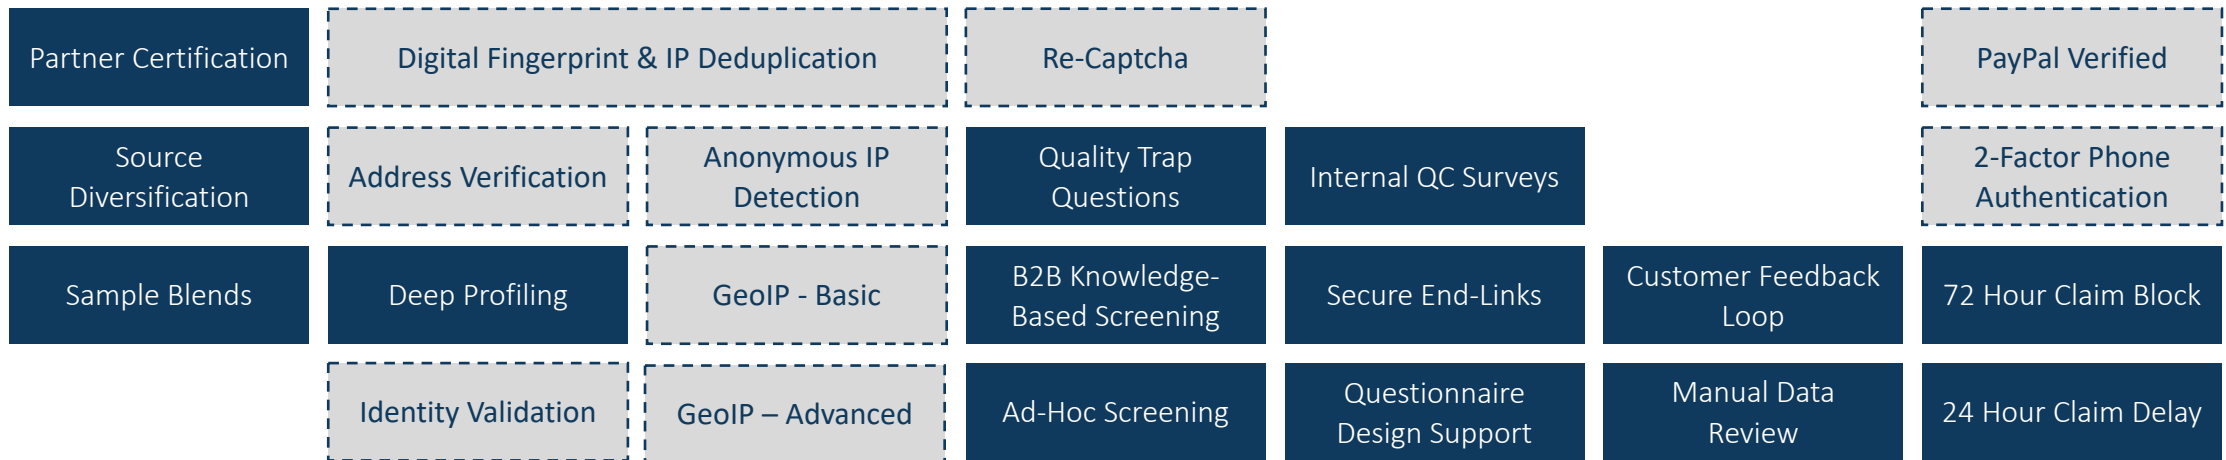 Partner Certification
Digital Fingerprint & IP Deduplication
Re-Captcha
PayPal Verified
Source
Diversification
Address Verification
Anonymous IP
Detection
Quality Trap
Questions
Internal QC Surveys
2-Factor Phone
Authentication
Sample Blends
Deep Profiling
GeoIP - Basic
B2B Knowledge-
Based Screening
Secure End-Links
Customer Feedback
Loop
72 Hour Claim Block
Identity Validation
GeoIP – Advanced
Ad-Hoc Screening
Questionnaire
Design Support
Manual Data
Review
24 Hour Claim Delay